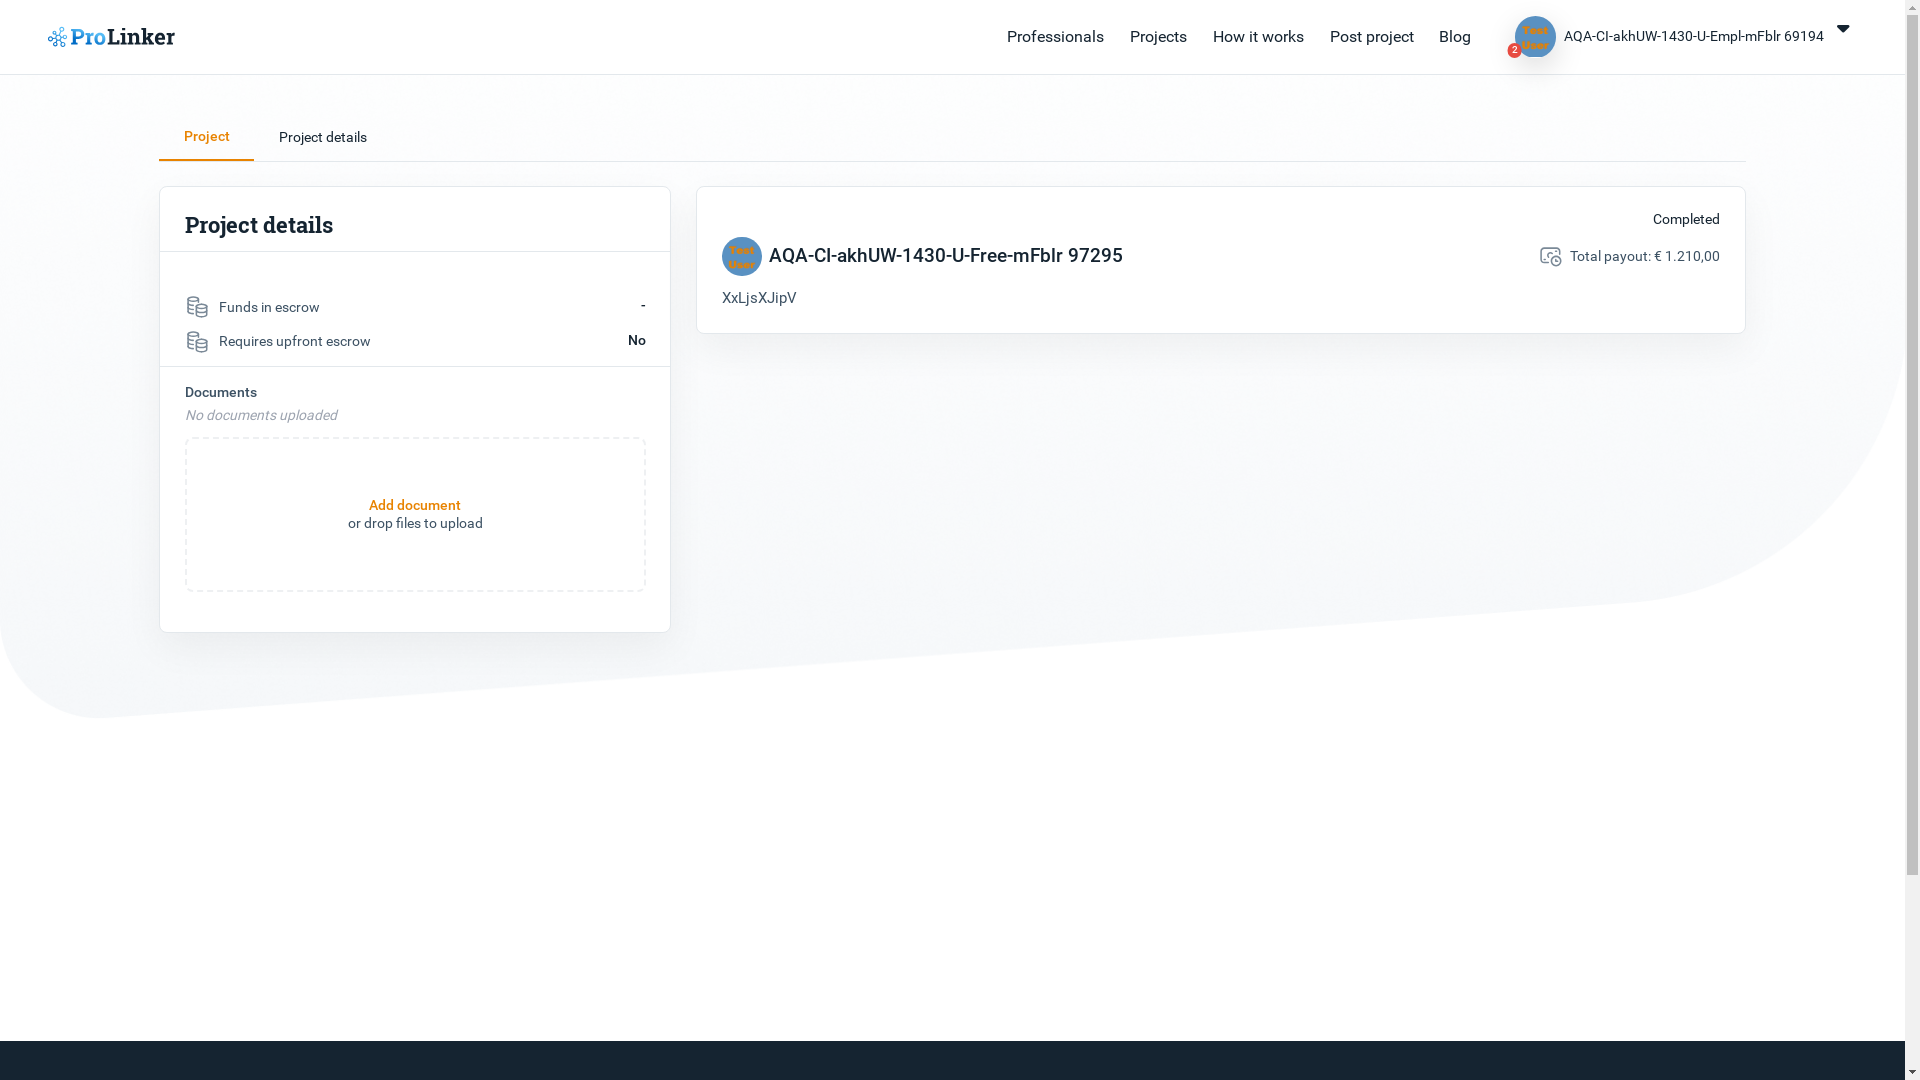 ProLinker
Professionals
Projects
How it works
Post project
Blog
Test
User
2
AQA-CI-akhUW-1430-U-Empl-mFblr 69194
Project
Project details
Project details
Funds in escrow
-
Requires upfront escrow
No
Documents
No documents uploaded
Add document
or drop files to upload
Completed
Test
User
AQA-CI-akhUW-1430-U-Free-mFblr 97295
Total payout: € 1.210,00
XxLjsXJipV